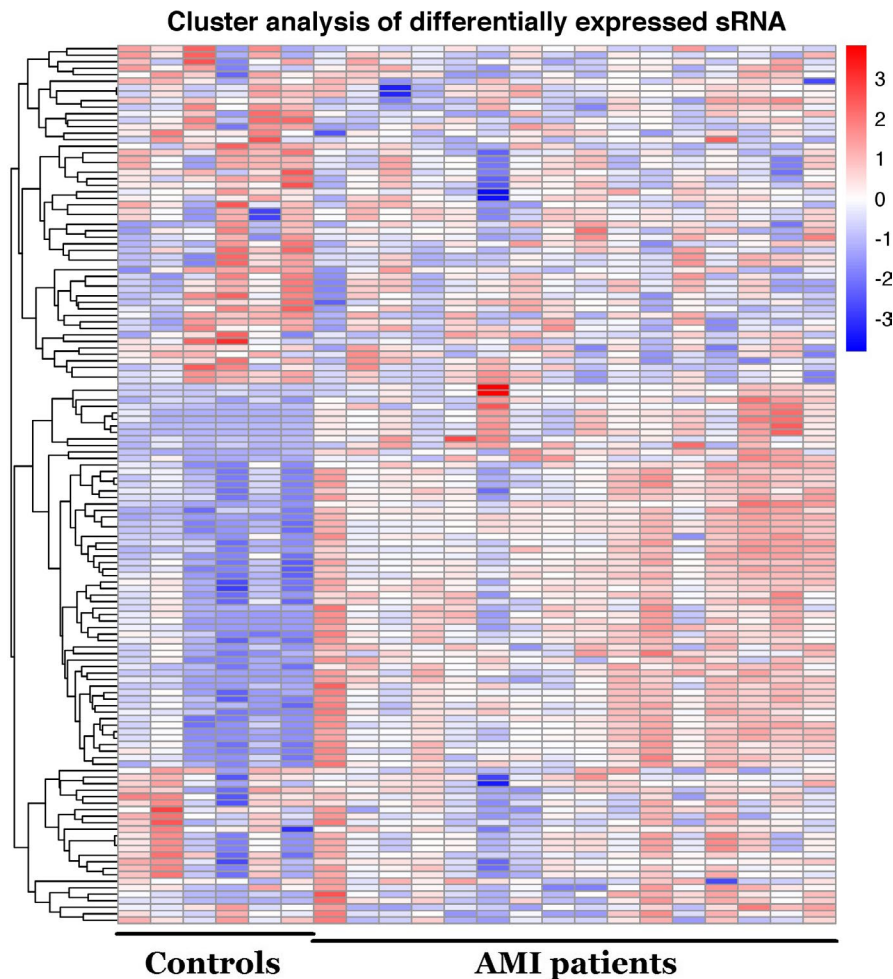 Cluster analysis of differentially expressed sRNA
3
2
1
0
-1
-2
-3
Controls
AMI patients